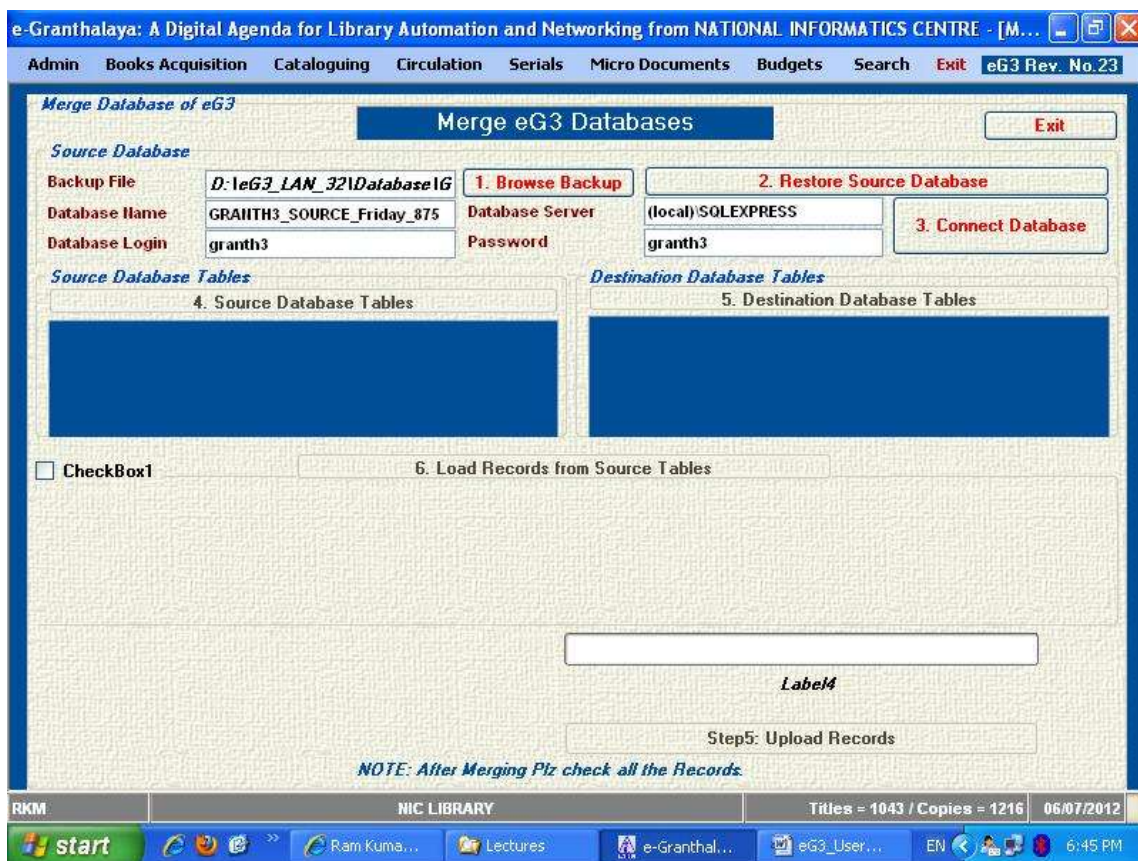 e-Granthalaya: A Digital Agenda for Library Automation and Networking from NATIONAL INFORMATICS CENTRE - [M...
Admin Books Acquisition Cataloguing Circulation Serials Micro Documents Budgets Search Exit eG3 Rev. No.23
Merge Database of eG3
Merge eG3 Databases
Exit
Source Database
Backup File D:\eG3_LAN_32\Database\G 1. Browse Backup 2. Restore Source Database
Database Name GRANTH3_SOURCE_Friday_875 Database Server (local)\SQLEXPRESS
3. Connect Database
Database Login granth3 Password granth3
Source Database Tables Destination Database Tables
4. Source Database Tables 5. Destination Database Tables
CheckBox1 6. Load Records from Source Tables
Label4
Step5: Upload Records
NOTE: After Merging Plz check all the Records.
RKM NIC LIBRARY Titles = 1043 / Copies = 1216 06/07/2012
start Ram Kuma... Lectures e-Granthal... eG3_User... EN 6:45 PM